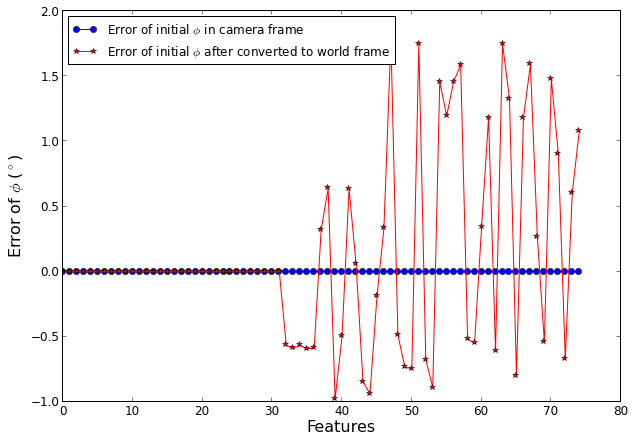 Error of initial ϕ in camera frame
Error of initial ϕ after converted to world frame
Error of ϕ (°)
2.0
1.5
1.0
0.5
0.0
−0.5
−1.0
0 10 20 30 40 50 60 70 80
Features